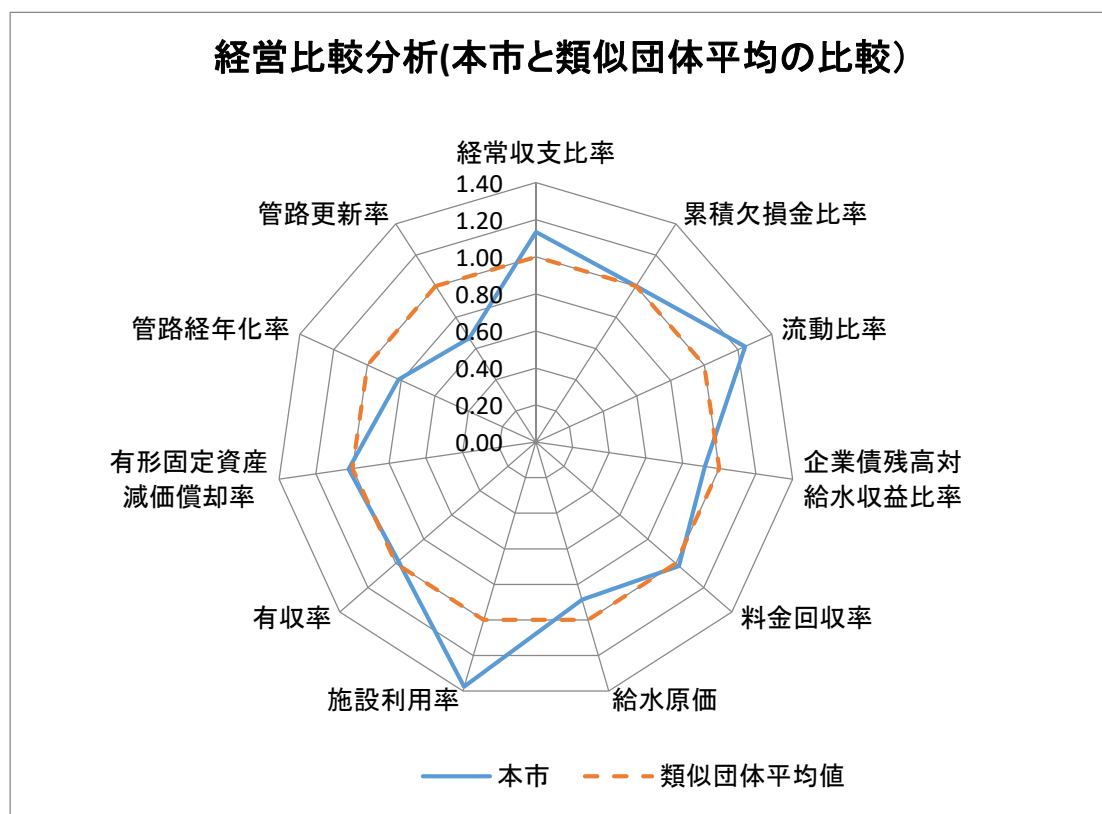 経営比較分析(本市と類似団体平均の比較）
経常収支比率
累積欠損金比率
流動比率
企業債残高対
給水収益比率
料金回収率
給水原価
施設利用率
有収率
有形固定資産
減価償却率
管路経年化率
管路更新率
1.40
1.20
1.00
0.80
0.60
0.40
0.20
0.00
本市
類似団体平均値